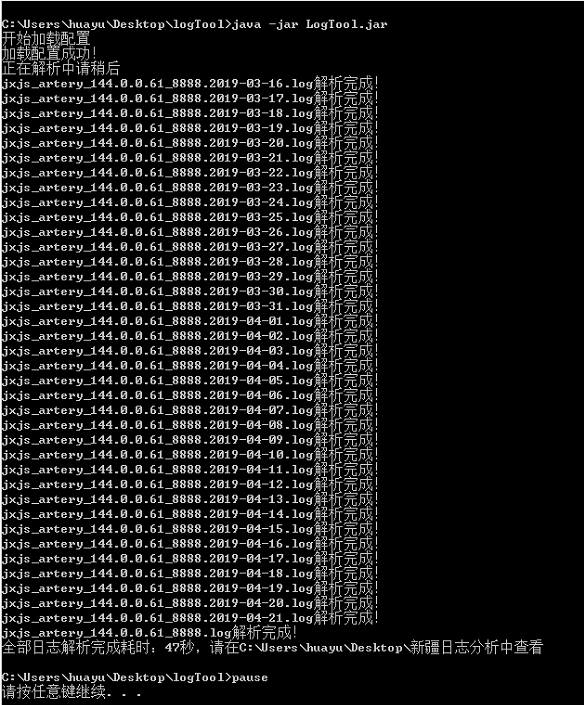 C:\Users\huayu\Desktop\logTool>java -jar LogTool.jar
开始加载配置
加载配置成功!
正在解析中请稍后
jxjs_artery_144.0.0.61_8888.2019-03-16.log解析完成!
jxjs_artery_144.0.0.61_8888.2019-03-17.log解析完成!
jxjs_artery_144.0.0.61_8888.2019-03-18.log解析完成!
jxjs_artery_144.0.0.61_8888.2019-03-19.log解析完成!
jxjs_artery_144.0.0.61_8888.2019-03-20.log解析完成!
jxjs_artery_144.0.0.61_8888.2019-03-21.log解析完成!
jxjs_artery_144.0.0.61_8888.2019-03-22.log解析完成!
jxjs_artery_144.0.0.61_8888.2019-03-23.log解析完成!
jxjs_artery_144.0.0.61_8888.2019-03-24.log解析完成!
jxjs_artery_144.0.0.61_8888.2019-03-25.log解析完成!
jxjs_artery_144.0.0.61_8888.2019-03-26.log解析完成!
jxjs_artery_144.0.0.61_8888.2019-03-27.log解析完成!
jxjs_artery_144.0.0.61_8888.2019-03-28.log解析完成!
jxjs_artery_144.0.0.61_8888.2019-03-29.log解析完成!
jxjs_artery_144.0.0.61_8888.2019-03-30.log解析完成!
jxjs_artery_144.0.0.61_8888.2019-03-31.log解析完成!
jxjs_artery_144.0.0.61_8888.2019-04-01.log解析完成!
jxjs_artery_144.0.0.61_8888.2019-04-02.log解析完成!
jxjs_artery_144.0.0.61_8888.2019-04-03.log解析完成!
jxjs_artery_144.0.0.61_8888.2019-04-04.log解析完成!
jxjs_artery_144.0.0.61_8888.2019-04-05.log解析完成!
jxjs_artery_144.0.0.61_8888.2019-04-06.log解析完成!
jxjs_artery_144.0.0.61_8888.2019-04-07.log解析完成!
jxjs_artery_144.0.0.61_8888.2019-04-08.log解析完成!
jxjs_artery_144.0.0.61_8888.2019-04-09.log解析完成!
jxjs_artery_144.0.0.61_8888.2019-04-10.log解析完成!
jxjs_artery_144.0.0.61_8888.2019-04-11.log解析完成!
jxjs_artery_144.0.0.61_8888.2019-04-12.log解析完成!
jxjs_artery_144.0.0.61_8888.2019-04-13.log解析完成!
jxjs_artery_144.0.0.61_8888.2019-04-14.log解析完成!
jxjs_artery_144.0.0.61_8888.2019-04-15.log解析完成!
jxjs_artery_144.0.0.61_8888.2019-04-16.log解析完成!
jxjs_artery_144.0.0.61_8888.2019-04-17.log解析完成!
jxjs_artery_144.0.0.61_8888.2019-04-18.log解析完成!
jxjs_artery_144.0.0.61_8888.2019-04-19.log解析完成!
jxjs_artery_144.0.0.61_8888.2019-04-20.log解析完成!
jxjs_artery_144.0.0.61_8888.2019-04-21.log解析完成!
jxjs_artery_144.0.0.61_8888.log解析完成!
全部日志解析完成耗时：47秒，请在C:\Users\huayu\Desktop\新疆日志分析中查看
C:\Users\huayu\Desktop\logTool>pause
请按任意键继续. . .